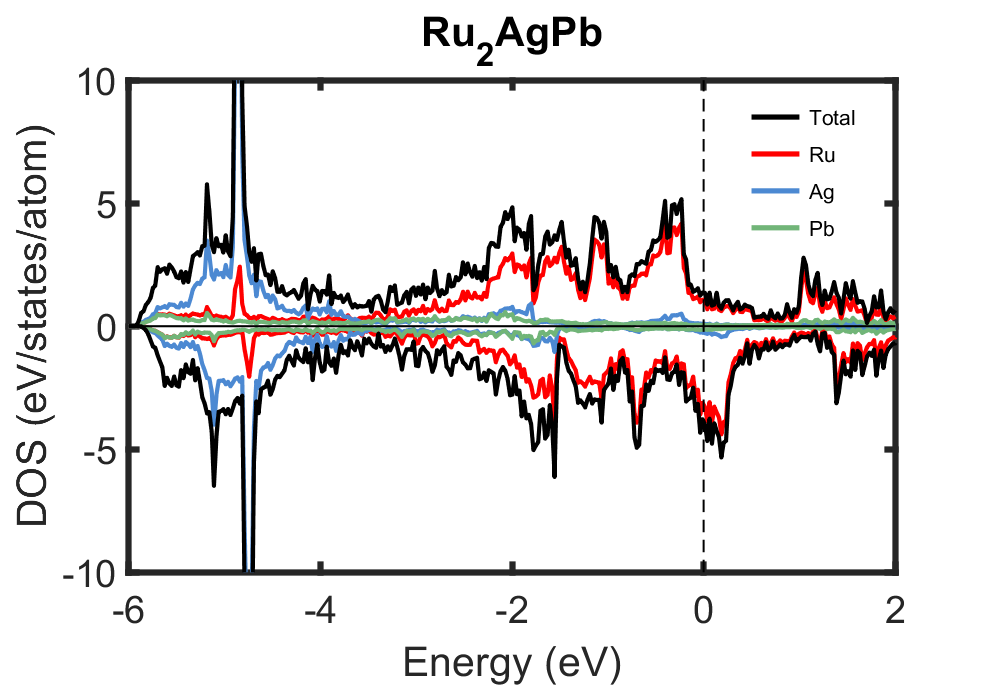 Ru₂AgPb
10
5
0
-5
-10
DOS (eV/states/atom)
Total
Ru
Ag
Pb
-6 -4 -2 0 2
Energy (eV)